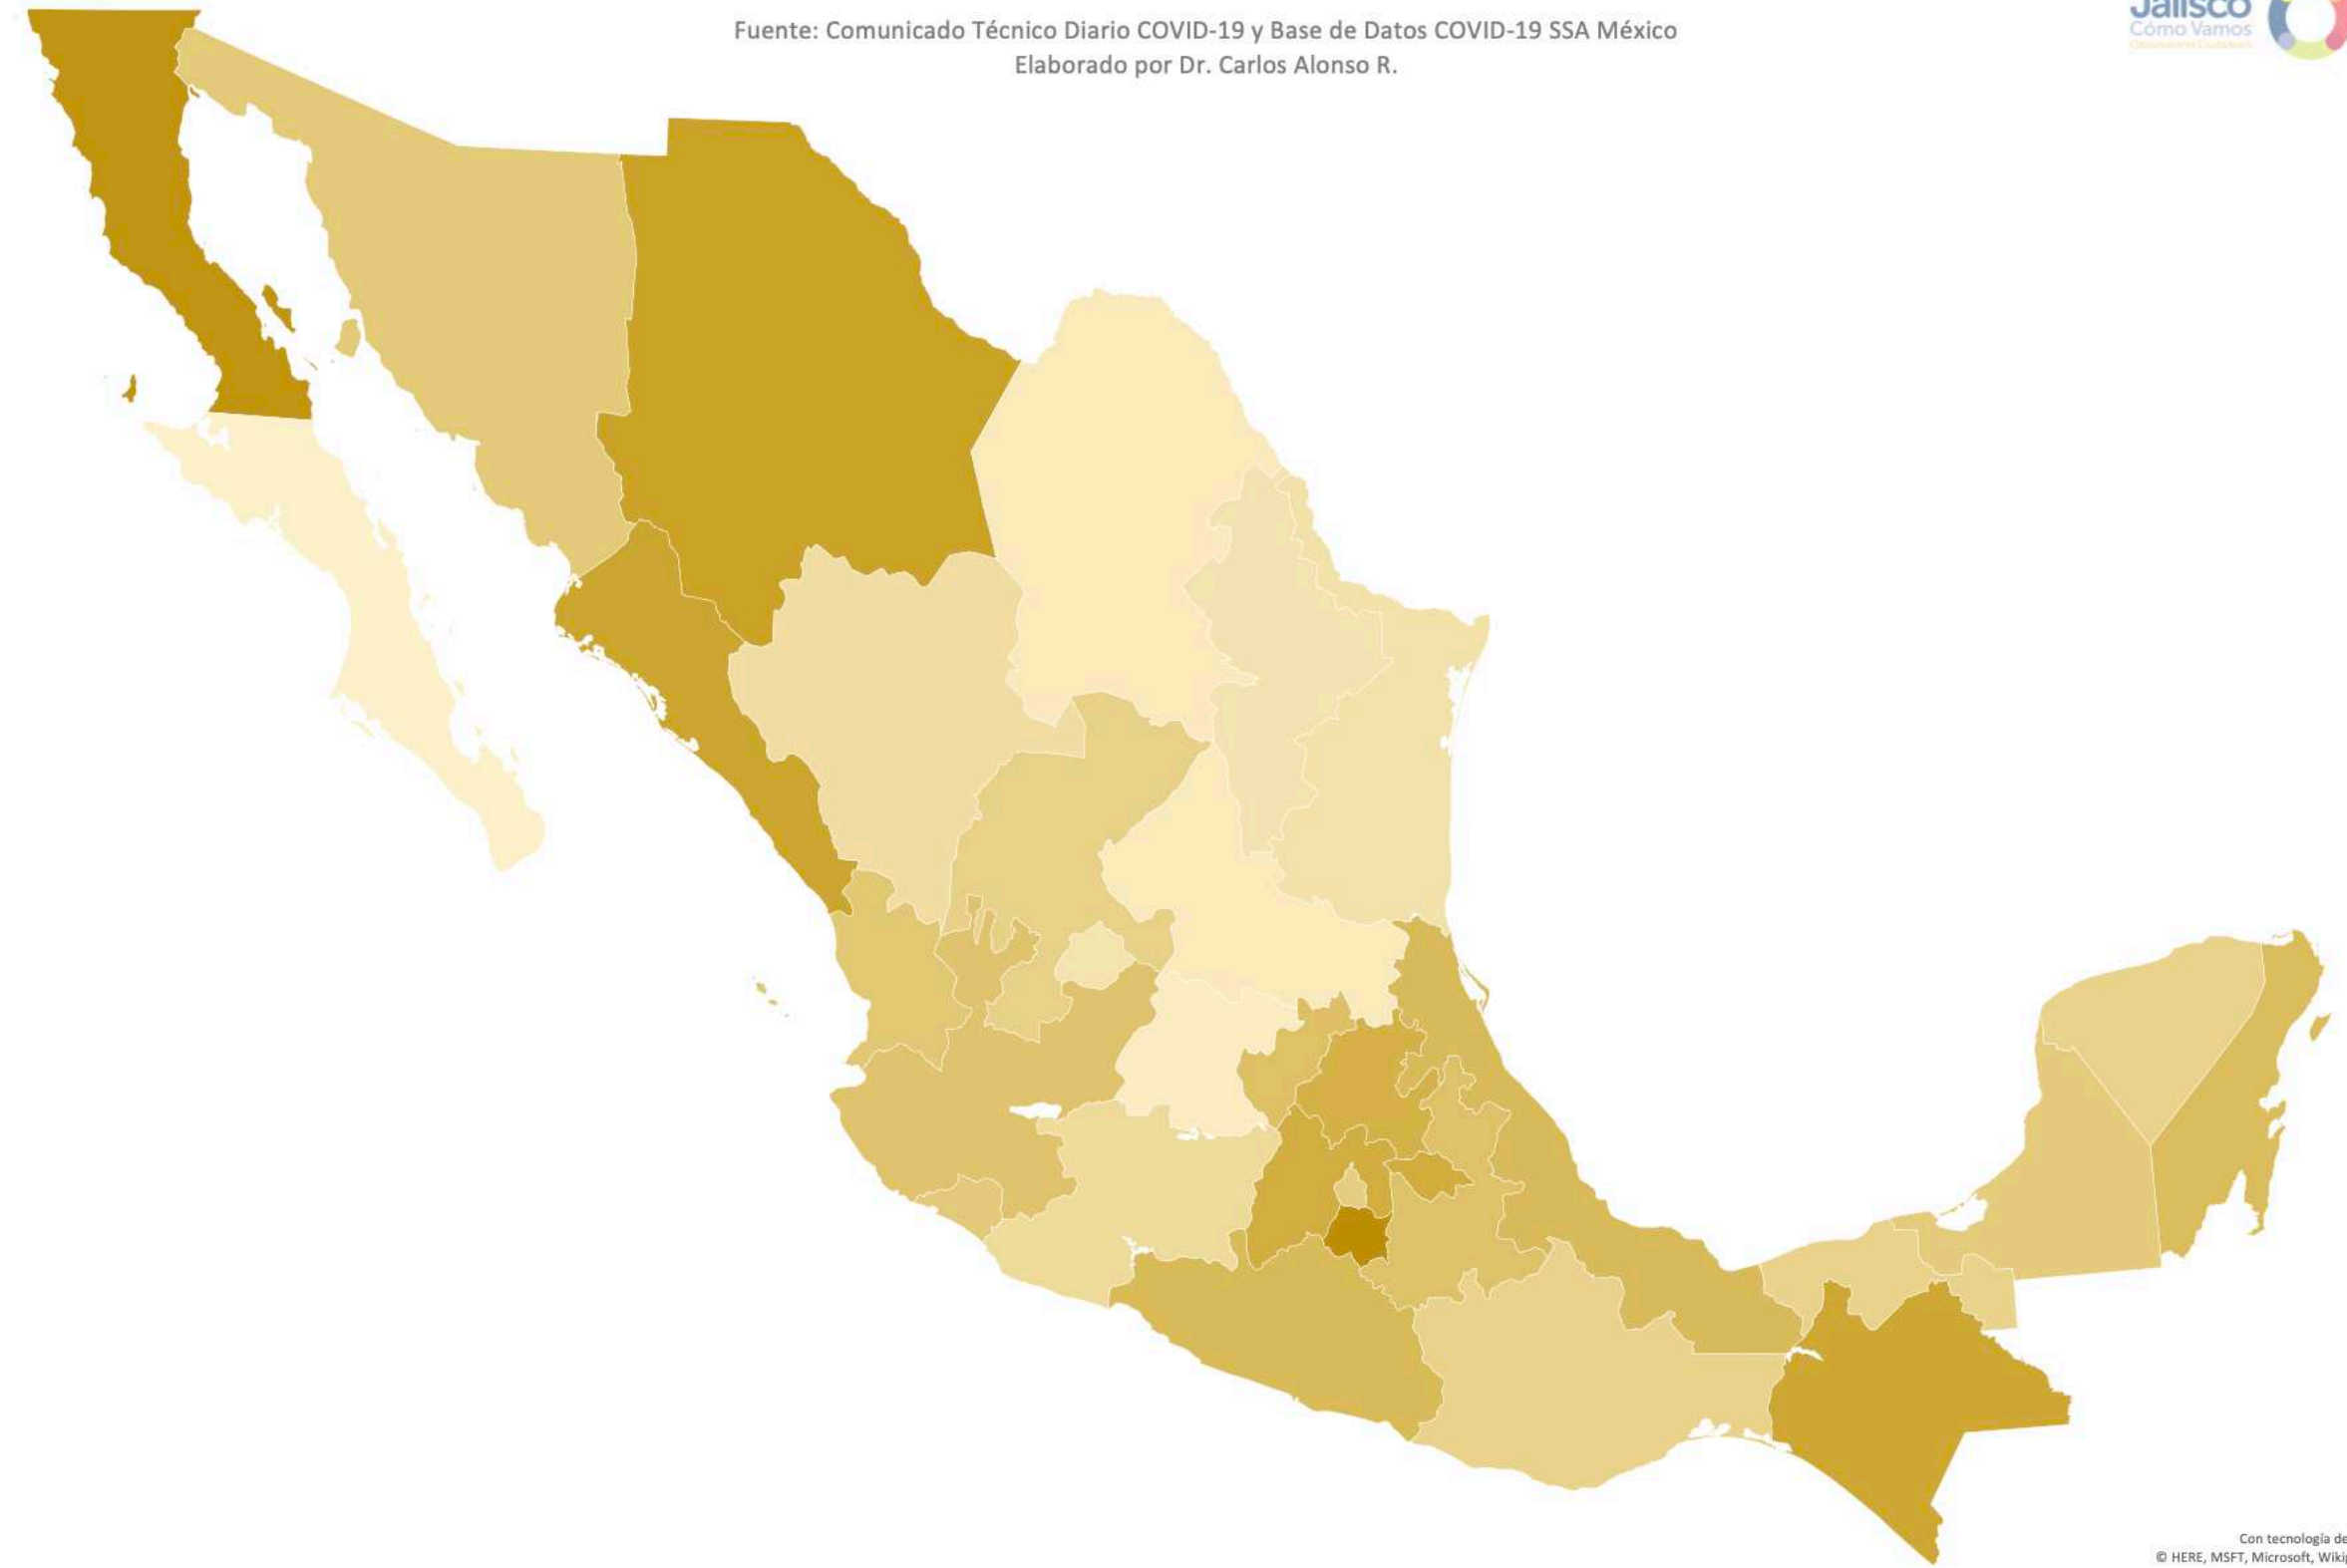 Fuente: Comunicado Técnico Diario COVID-19 y Base de Datos COVID-19 SSA México
Elaborado por Dr. Carlos Alonso R.
Jalisco
Cómo Vamos
Con tecnología de
© HERE, MSFT, Microsoft, Wiki